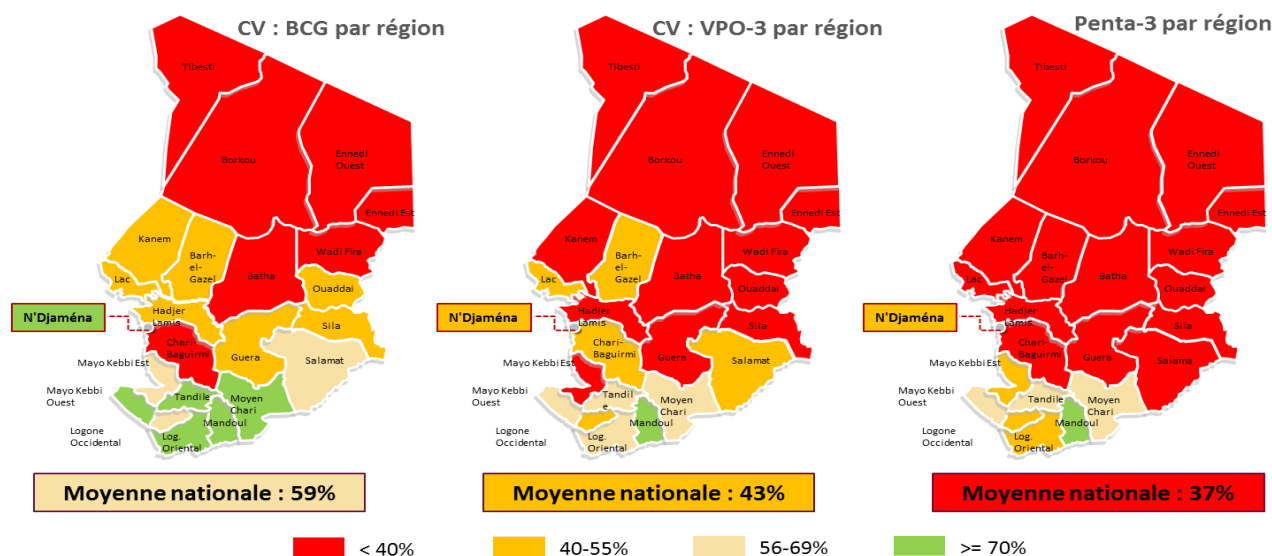 CV : BCG par région
Tibesti
Borkou
Ennedi
Ouest
Ennedi Est
Kanem
Barh-
el-
Gazel
Wadi Fira
Batha
Lac
Ouaddai
N'Djaména
Hadjer
Lamis
Sila
Chari-
Baguirmi
Guera
Salamat
Mayo Kebbi Est
Mayo Kebbi
Ouest
Tandile
Moyen
Chari
Mandoul
Logone
Occidental
Log.
Oriental
Moyenne nationale : 59%
CV : VPO-3 par région
Tibesti
Borkou
Ennedi
Ouest
Ennedi Est
Kanem
Barh-
el-
Gazel
Wadi Fira
Batha
Lac
Ouaddai
N'Djaména
Hadjer
Lamis
Sila
Chari-
Baguirmi
Guera
Salamat
Mayo Kebbi Est
Mayo Kebbi
Ouest
Tandil
e
Moyen
Chari
Mandoul
Logone
Occidental
Log.
Oriental
Moyenne nationale : 43%
Penta-3 par région
Tibesti
Borkou
Ennedi
Ouest
Ennedi Est
Kanem
Barh-
el-
Gazel
Wadi Fira
Batha
Lac
Ouaddai
N'Djaména
Hadjer
Lamis
Sila
Chari-
Baguirmi
Guera
Salama
Mayo Kebbi Est
Mayo Kebbi
Ouest
Tandile
Moyen
Chari
Mandoul
Logone
Occidental
Log.
Oriental
Moyenne nationale : 37%
< 40%
40-55%
56-69%
>= 70%